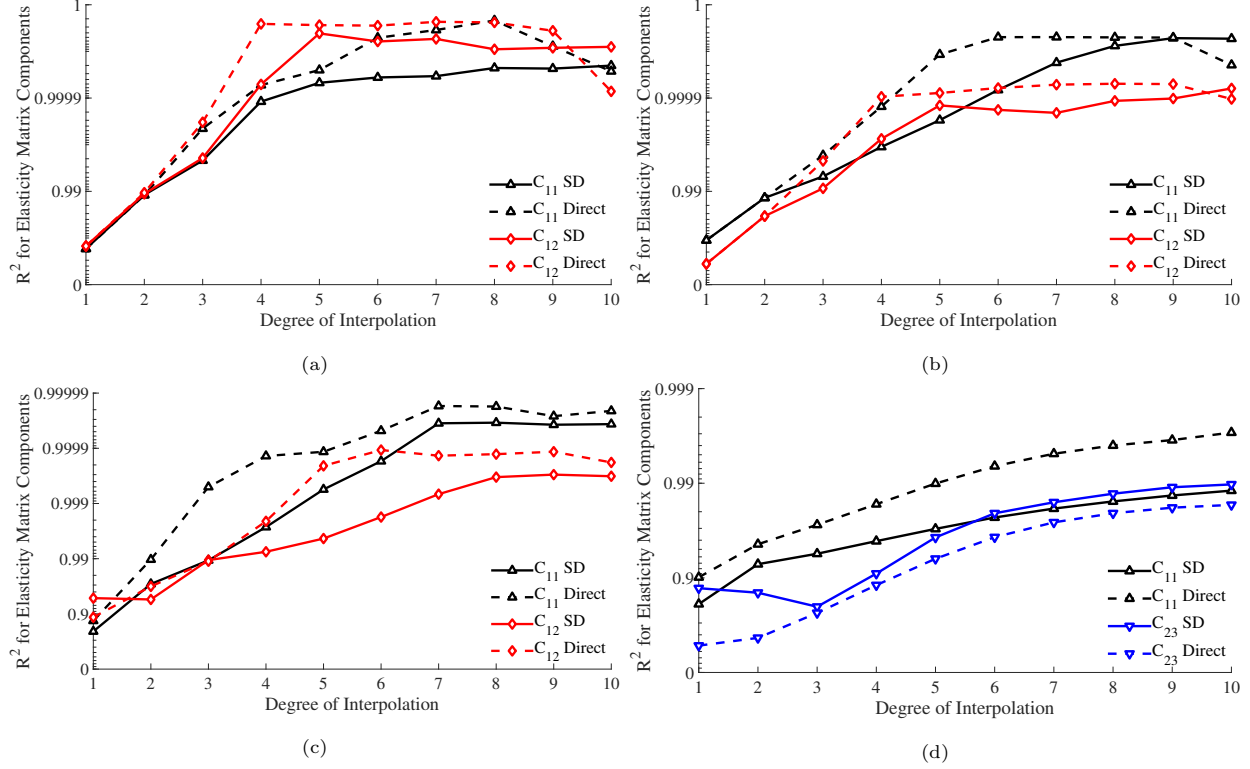 R² for Elasticity Matrix Components
1
0.9999
0.99
0
C₁₁ SD
C₁₁ Direct
C₁₂ SD
C₁₂ Direct
1 2 3 4 5 6 7 8 9 10
Degree of Interpolation
(a)
R² for Elasticity Matrix Components
1
0.9999
0.99
0
C₁₁ SD
C₁₁ Direct
C₁₂ SD
C₁₂ Direct
1 2 3 4 5 6 7 8 9 10
Degree of Interpolation
(b)
R² for Elasticity Matrix Components
0.99999
0.9999
0.999
0.99
0.9
0
C₁₁ SD
C₁₁ Direct
C₁₂ SD
C₁₂ Direct
1 2 3 4 5 6 7 8 9 10
Degree of Interpolation
(c)
R² for Elasticity Matrix Components
0.999
0.99
0.9
0
C₁₁ SD
C₁₁ Direct
C₂₃ SD
C₂₃ Direct
1 2 3 4 5 6 7 8 9 10
Degree of Interpolation
(d)